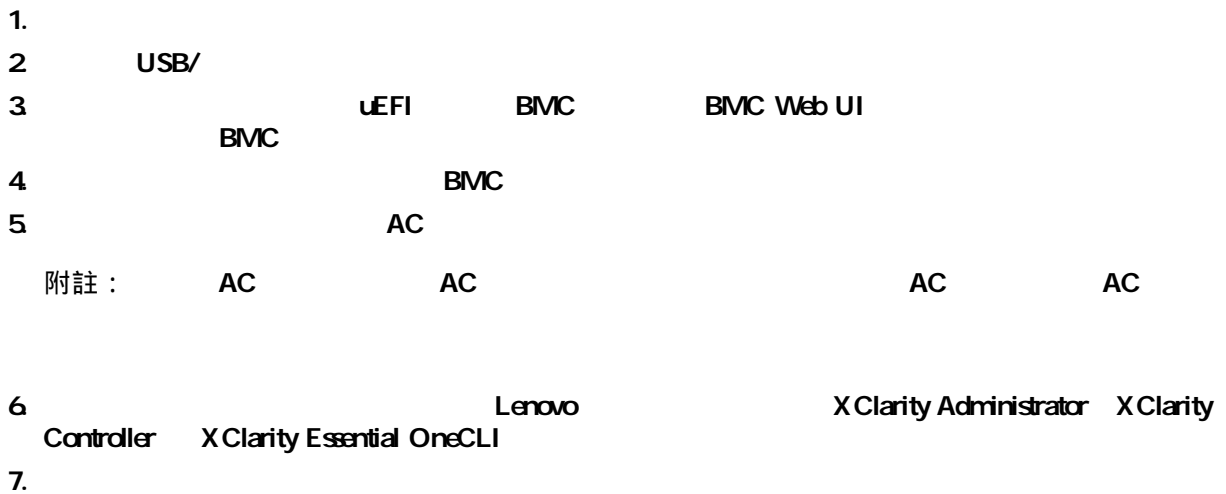 1.
2. USB/
3. uEFI BMC BMC Web UI
BMC
4. BMC
5. AC
附註： AC AC AC AC
6. Lenovo XClarity Administrator XClarity
Controller XClarity Essential OneCLI
7.